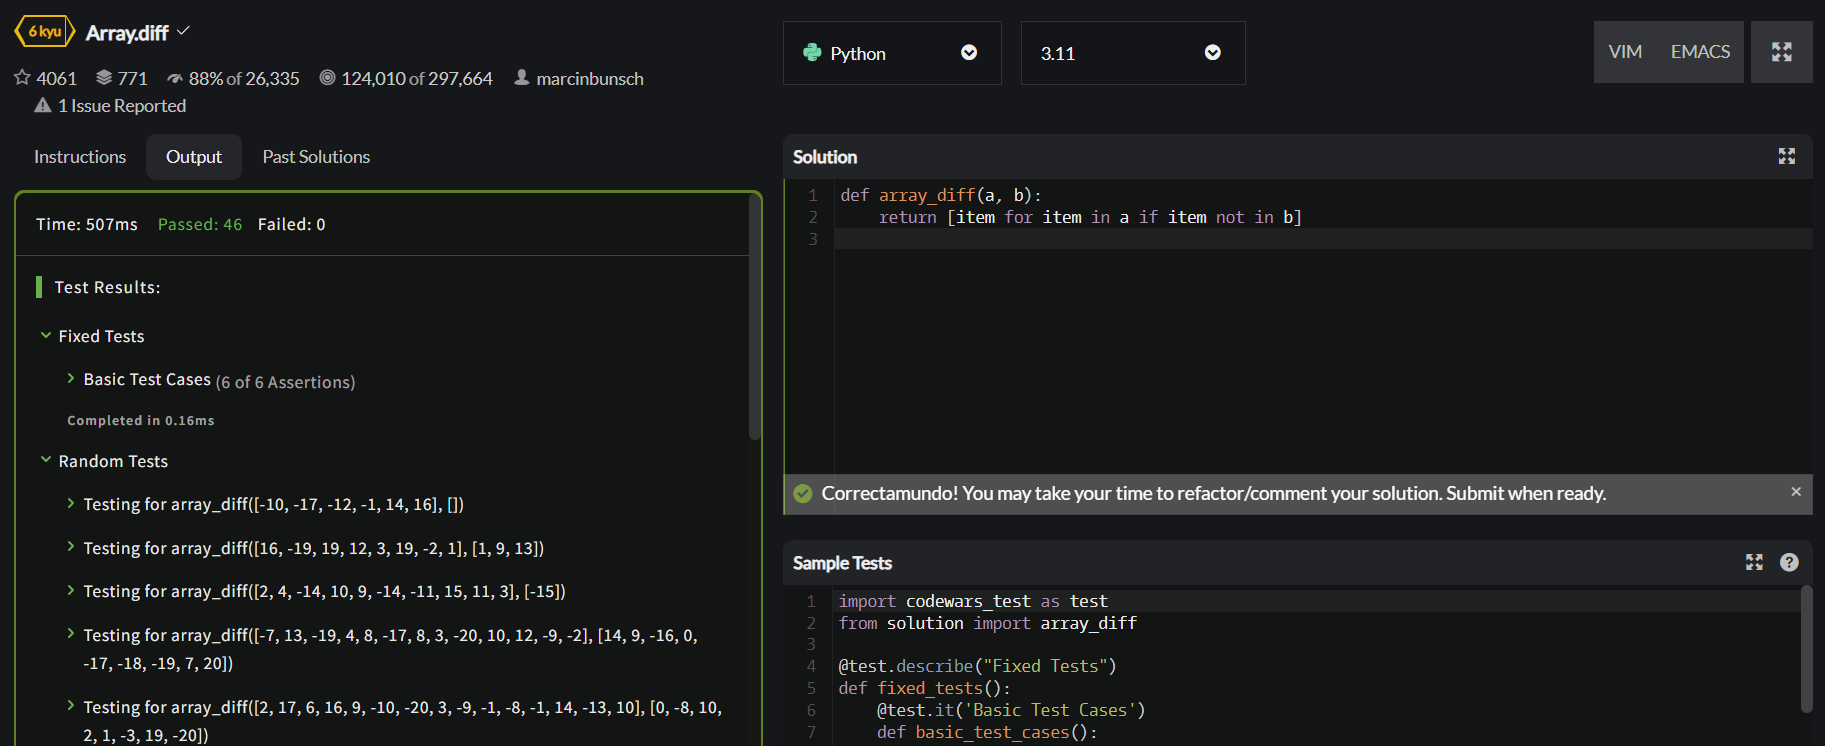 6 kyu Array.diff
4061 771 88% of 26,335 124,010 of 297,664 marcinbunsch
1 Issue Reported
Instructions Output Past Solutions
Time: 507ms Passed: 46 Failed: 0
Test Results:
Fixed Tests
Basic Test Cases (6 of 6 Assertions)
Completed in 0.16ms
Random Tests
Testing for array_diff([-10, -17, -12, -1, 14, 16], [])
Testing for array_diff([16, -19, 19, 12, 3, 19, -2, 1], [1, 9, 13])
Testing for array_diff([2, 4, -14, 10, 9, -14, -11, 15, 11, 3], [-15])
Testing for array_diff([-7, 13, -19, 4, 8, -17, 8, 3, -20, 10, 12, -9, -2], [14, 9, -16, 0,
-17, -18, -19, 7, 20])
Testing for array_diff([2, 17, 6, 16, 9, -10, -20, 3, -9, -1, -8, -1, 14, -13, 10], [0, -8, 10,
2, 1, -3, 19, -20])
Python 3.11 VIM EMACS
Solution
1 def array_diff(a, b):
2     return [item for item in a if item not in b]
3
Correctamundo! You may take your time to refactor/comment your solution. Submit when ready. ×
Sample Tests ?
1 import codewars_test as test
2 from solution import array_diff
3
4 @test.describe("Fixed Tests")
5 def fixed_tests():
6     @test.it('Basic Test Cases')
7     def basic_test_cases():